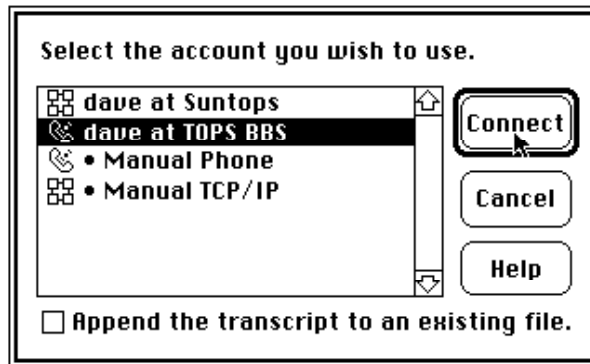 Select the account you wish to use.
dave at Suntops
dave at TOPS BBS
• Manual Phone
• Manual TCP/IP
Connect
Cancel
Help
Append the transcript to an existing file.